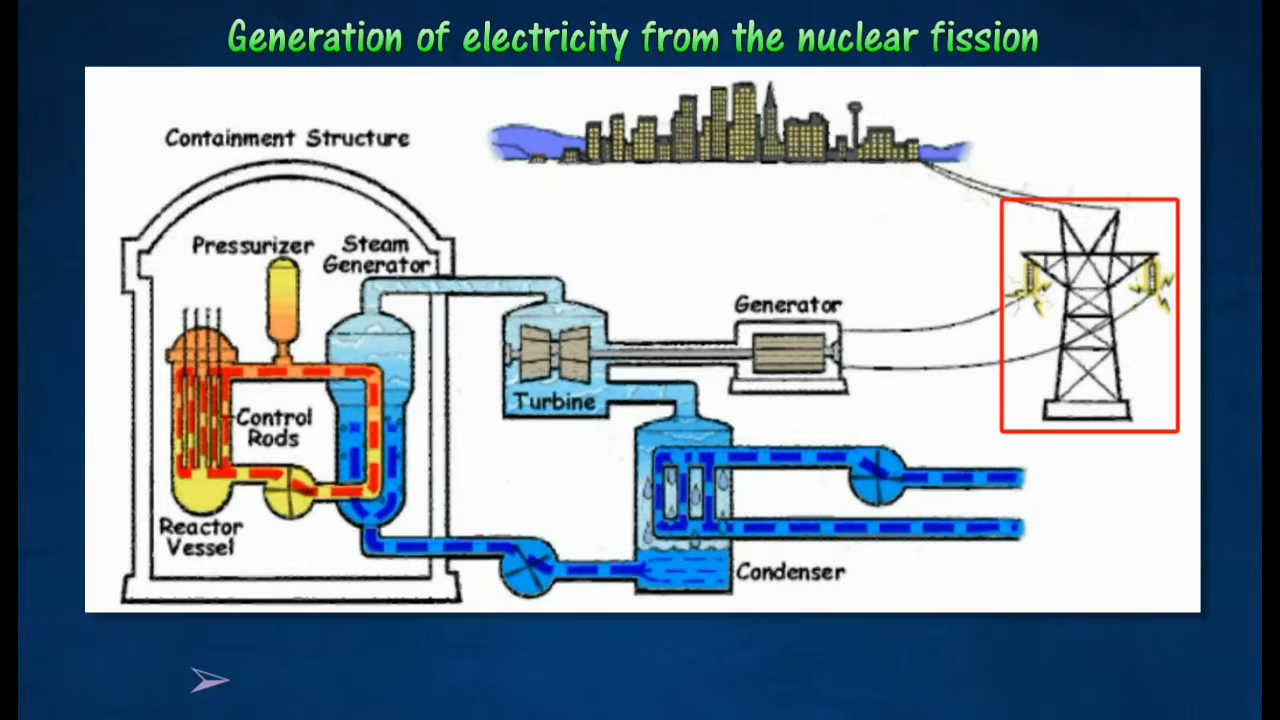 Generation of electricity from the nuclear fission
Containment Structure
Pressurizer
Steam
Generator
Generator
Turbine
Control
Rods
Reactor
Vessel
Condenser